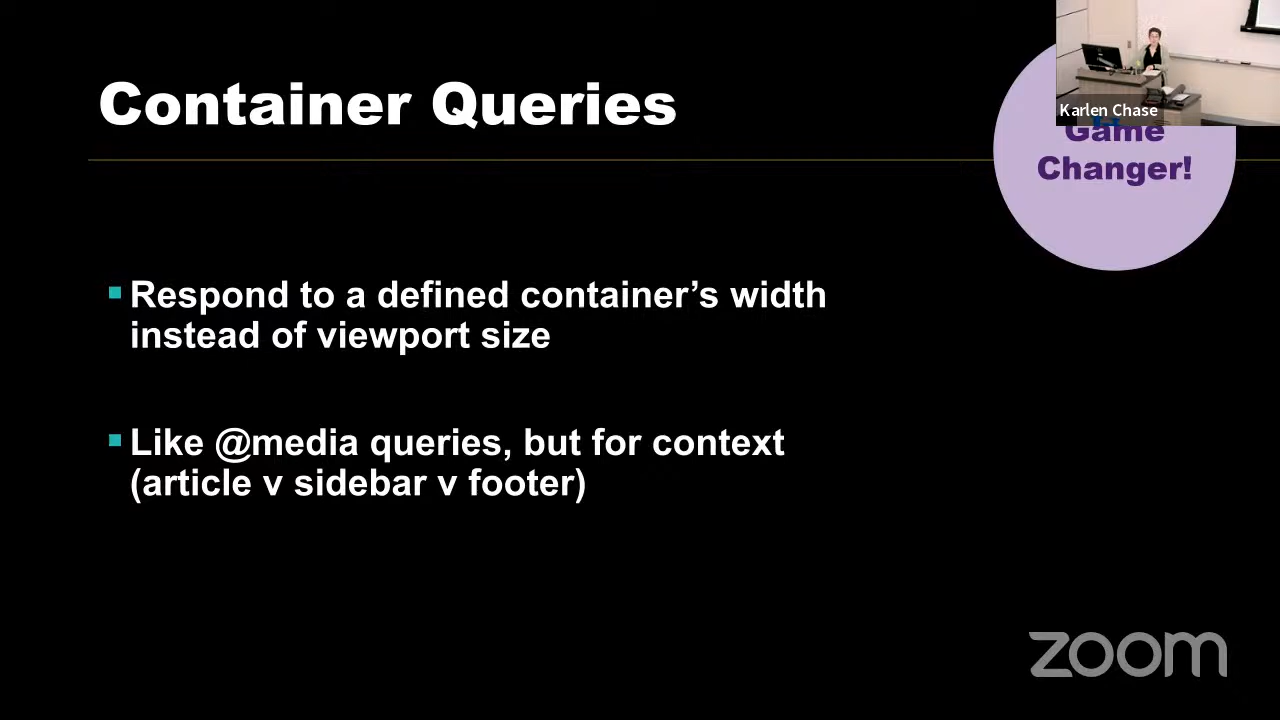 Container Queries
Karlen Chase
Game
Changer!
Respond to a defined container’s width
instead of viewport size
Like @media queries, but for context
(article v sidebar v footer)
zoom